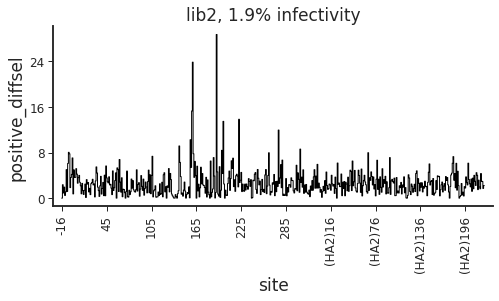 lib2, 1.9% infectivity
positive_diffsel
24
16
8
0
-16
45
105
165
225
285
(HA2)16
(HA2)76
(HA2)136
(HA2)196
site